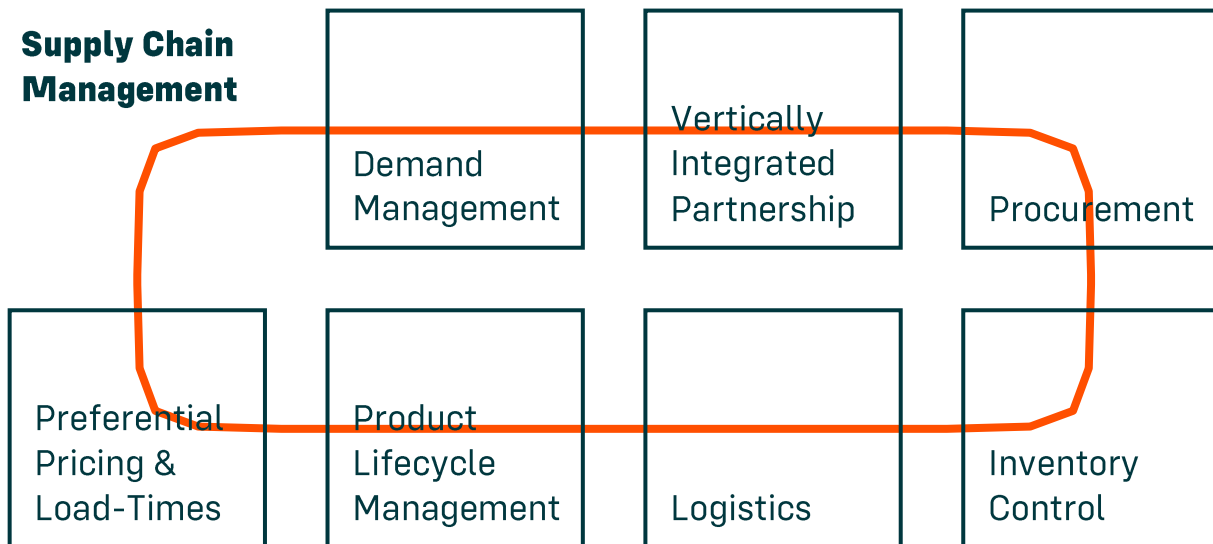 Supply Chain
Management
Demand
Management
Vertically
Integrated
Partnership
Procurement
Preferential
Pricing &
Load-Times
Product
Lifecycle
Management
Logistics
Inventory
Control